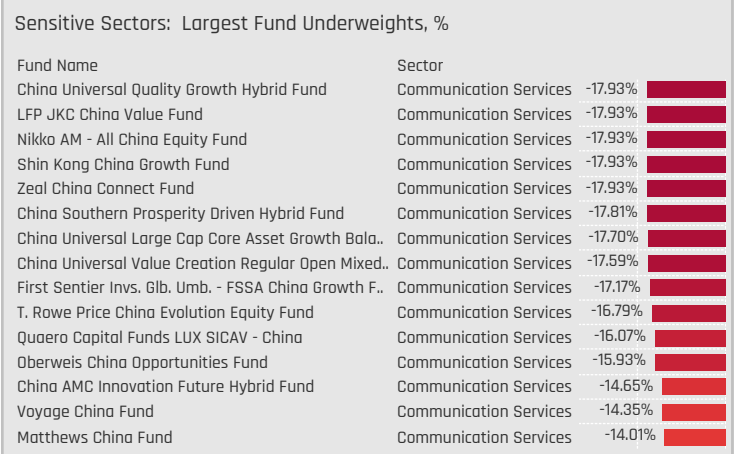 Sensitive Sectors: Largest Fund Underweights, %
Fund Name Sector
China Universal Quality Growth Hybrid Fund Communication Services -17.93%
LFP JKC China Value Fund Communication Services -17.93%
Nikko AM - All China Equity Fund Communication Services -17.93%
Shin Kong China Growth Fund Communication Services -17.93%
Zeal China Connect Fund Communication Services -17.93%
China Southern Prosperity Driven Hybrid Fund Communication Services -17.81%
China Universal Large Cap Core Asset Growth Bala.. Communication Services -17.70%
China Universal Value Creation Regular Open Mixed.. Communication Services -17.59%
First Sentier Invs. Glb. Umb. - FSSA China Growth F.. Communication Services -17.17%
T. Rowe Price China Evolution Equity Fund Communication Services -16.79%
Quaero Capital Funds LUX SICAV - China Communication Services -16.07%
Oberweis China Opportunities Fund Communication Services -15.93%
China AMC Innovation Future Hybrid Fund Communication Services -14.65%
Voyage China Fund Communication Services -14.35%
Matthews China Fund Communication Services -14.01%